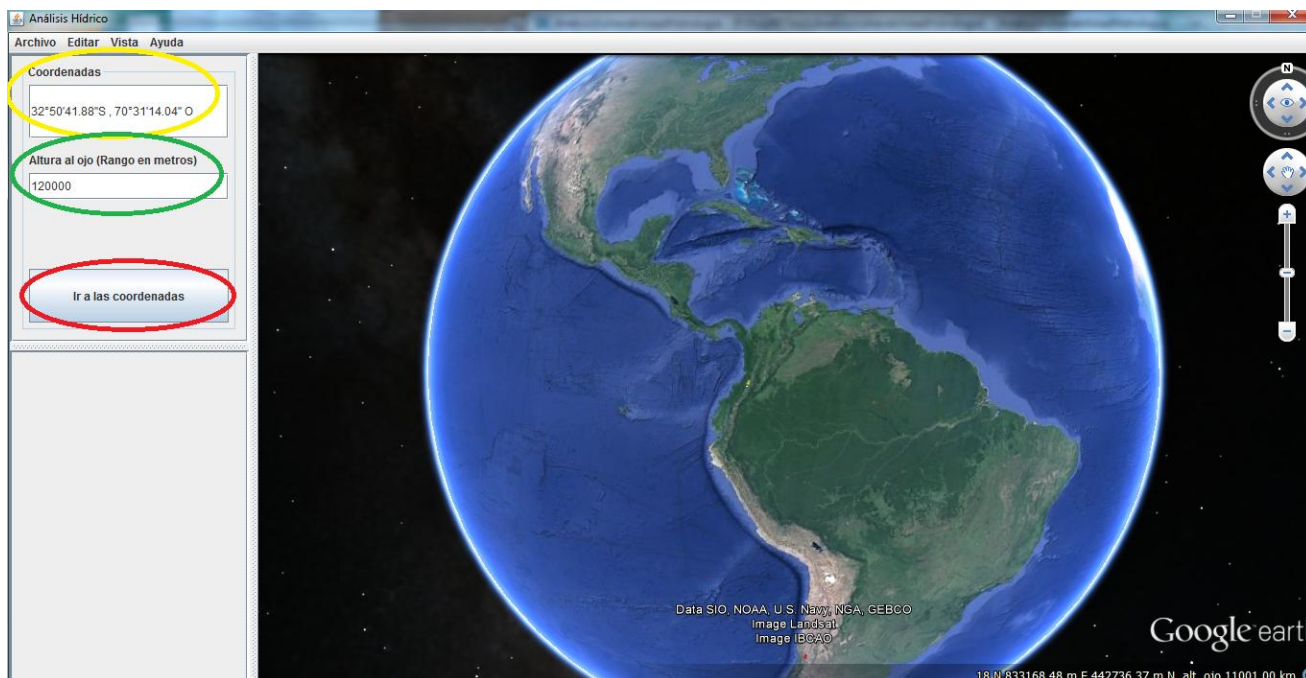 Análisis Hídrico
Archivo Editar Vista Ayuda
Coordenadas
32°50'41.88"S , 70°31'14.04" O
Altura al ojo (Rango en metros)
120000
Ir a las coordenadas
N
Data SIO, NOAA, U.S. Navy, NGA, GEBCO
Image Landsat
Image IBCAO
Google eart
18 N 833168.48 m E 442736.37 m N alt. ojo 11001.00 km